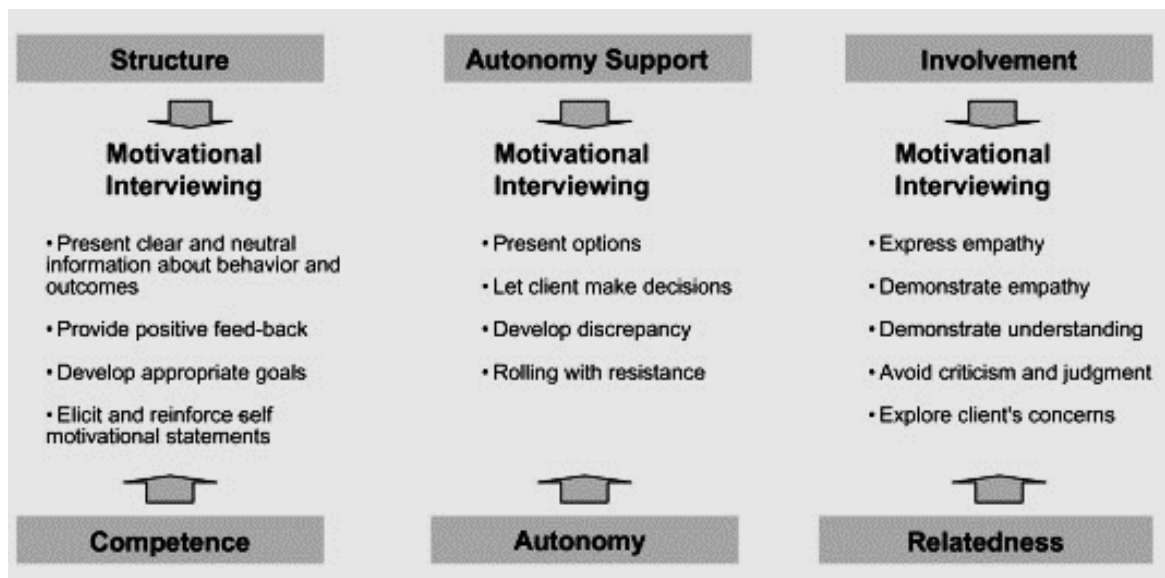 Structure
Autonomy Support
Involvement
Motivational
Interviewing
Motivational
Interviewing
Motivational
Interviewing
• Present clear and neutral
information about behavior and
outcomes
• Provide positive feed-back
• Develop appropriate goals
• Elicit and reinforce self
motivational statements
• Present options
• Let client make decisions
• Develop discrepancy
• Rolling with resistance
• Express empathy
• Demonstrate empathy
• Demonstrate understanding
• Avoid criticism and judgment
• Explore client's concerns
Competence
Autonomy
Relatedness